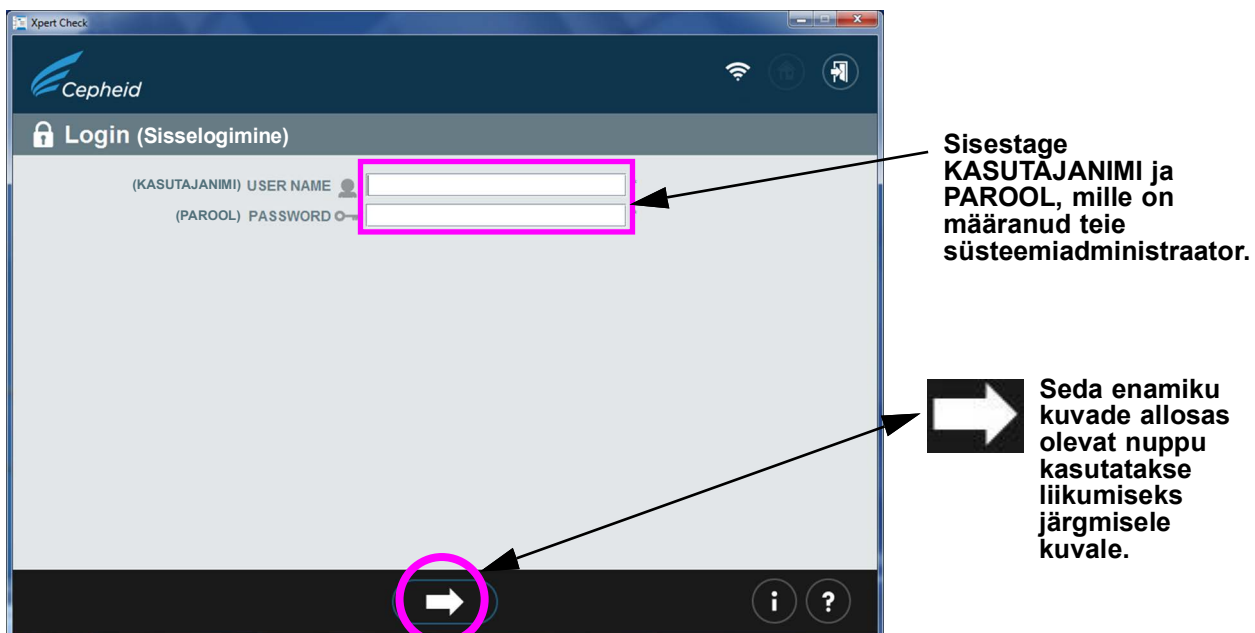 Xpert Check
Cepheid
Login (Sisselogimine)
(KASUTAJANIMI) USER NAME
(PAROOL) PASSWORD
Sisestage
KASUTAJANIMI ja
PAROOL, mille on
määranud teie
süsteemiadministraator.
Seda enamiku
kuvade allosas
olevat nuppu
kasutatakse
liikumiseks
järgmisele
kuvale.
i ?